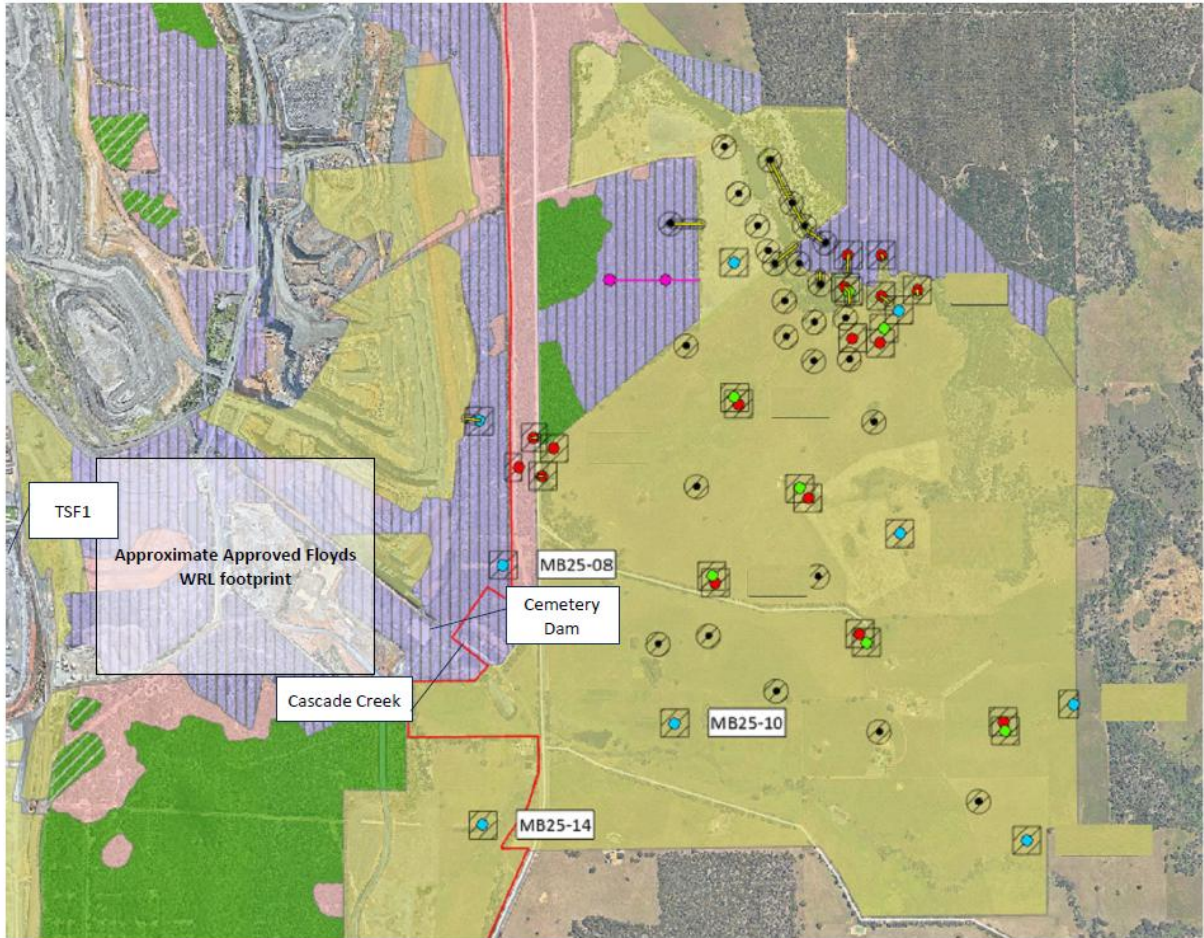 TSF1
Approximate Approved Floyds
WRL footprint
MB25-08
Cemetery
Dam
Cascade Creek
MB25-10
MB25-14